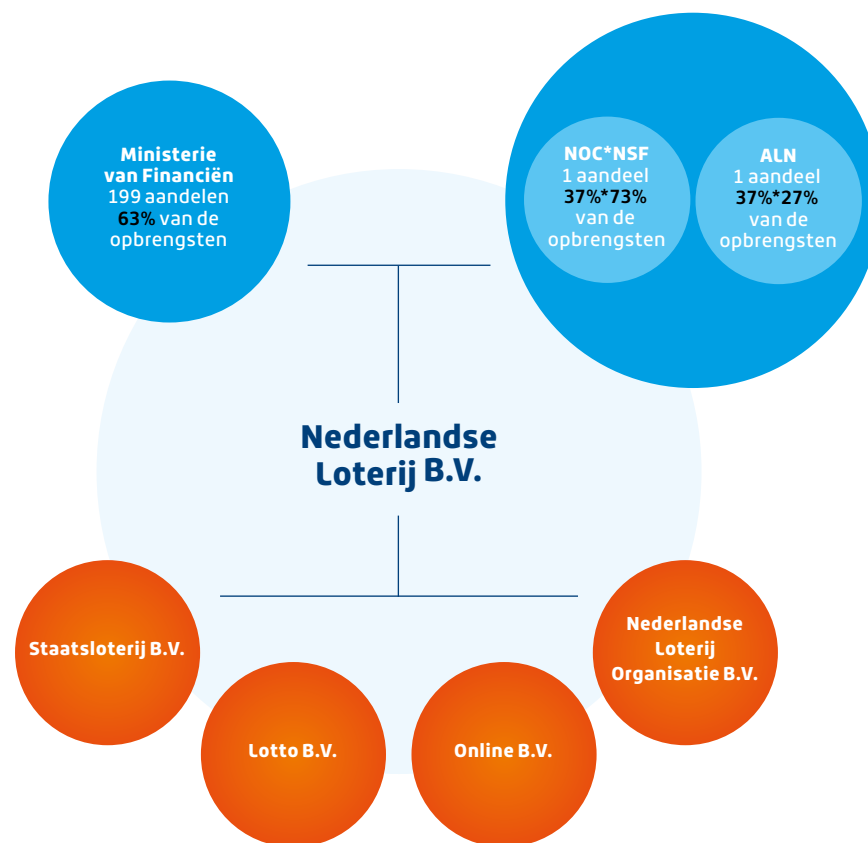 Ministerie
van Financiën
199 aandelen
63% van de
opbrengsten
NOC*NSF
1 aandeel
37%*73%
van de
opbrengsten
ALN
1 aandeel
37%*27%
van de
opbrengsten
Nederlandse
Loterij B.V.
Staatsloterij B.V.
Lotto B.V.
Online B.V.
Nederlandse
Loterij
Organisatie B.V.